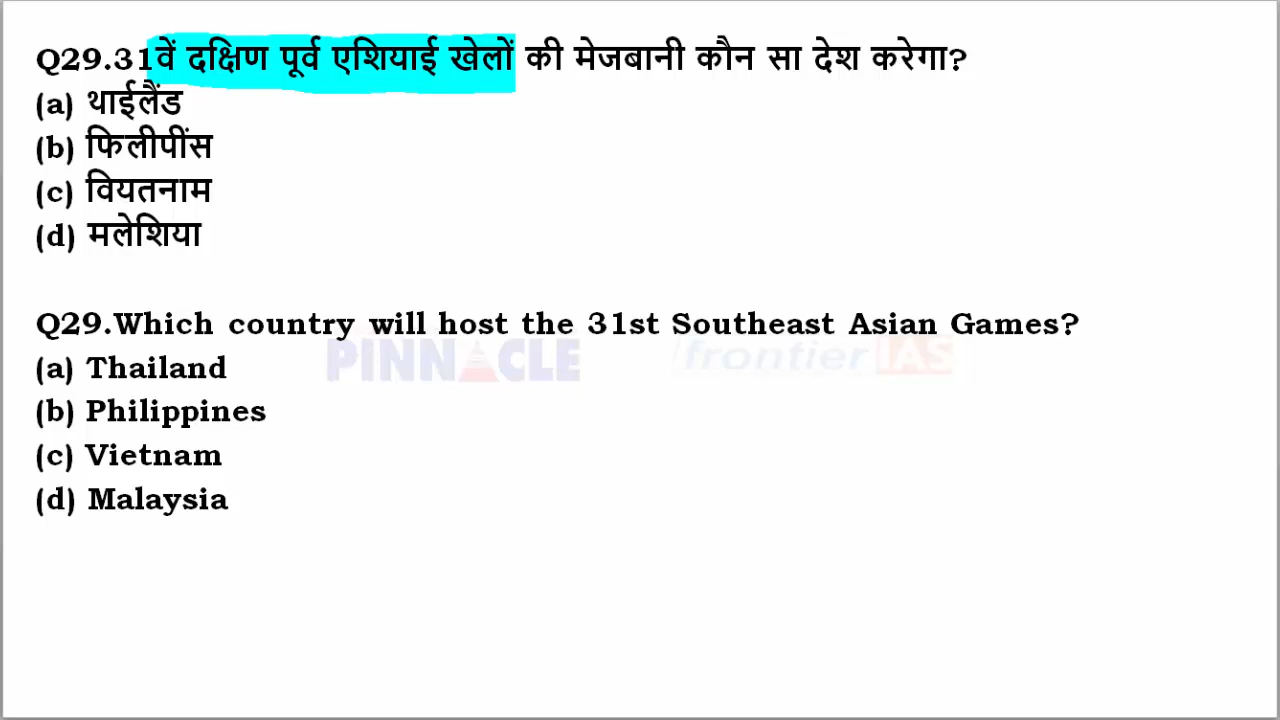 Q29.31वें दक्षिण पूर्व एशियाई खेलों की मेजबानी कौन सा देश करेगा?
(a) थाईलैंड
(b) फिलीपींस
(c) वियतनाम
(d) मलेशिया
Q29.Which country will host the 31st Southeast Asian Games?
PINNACLE frontier IAS
(a) Thailand
(b) Philippines
(c) Vietnam
(d) Malaysia